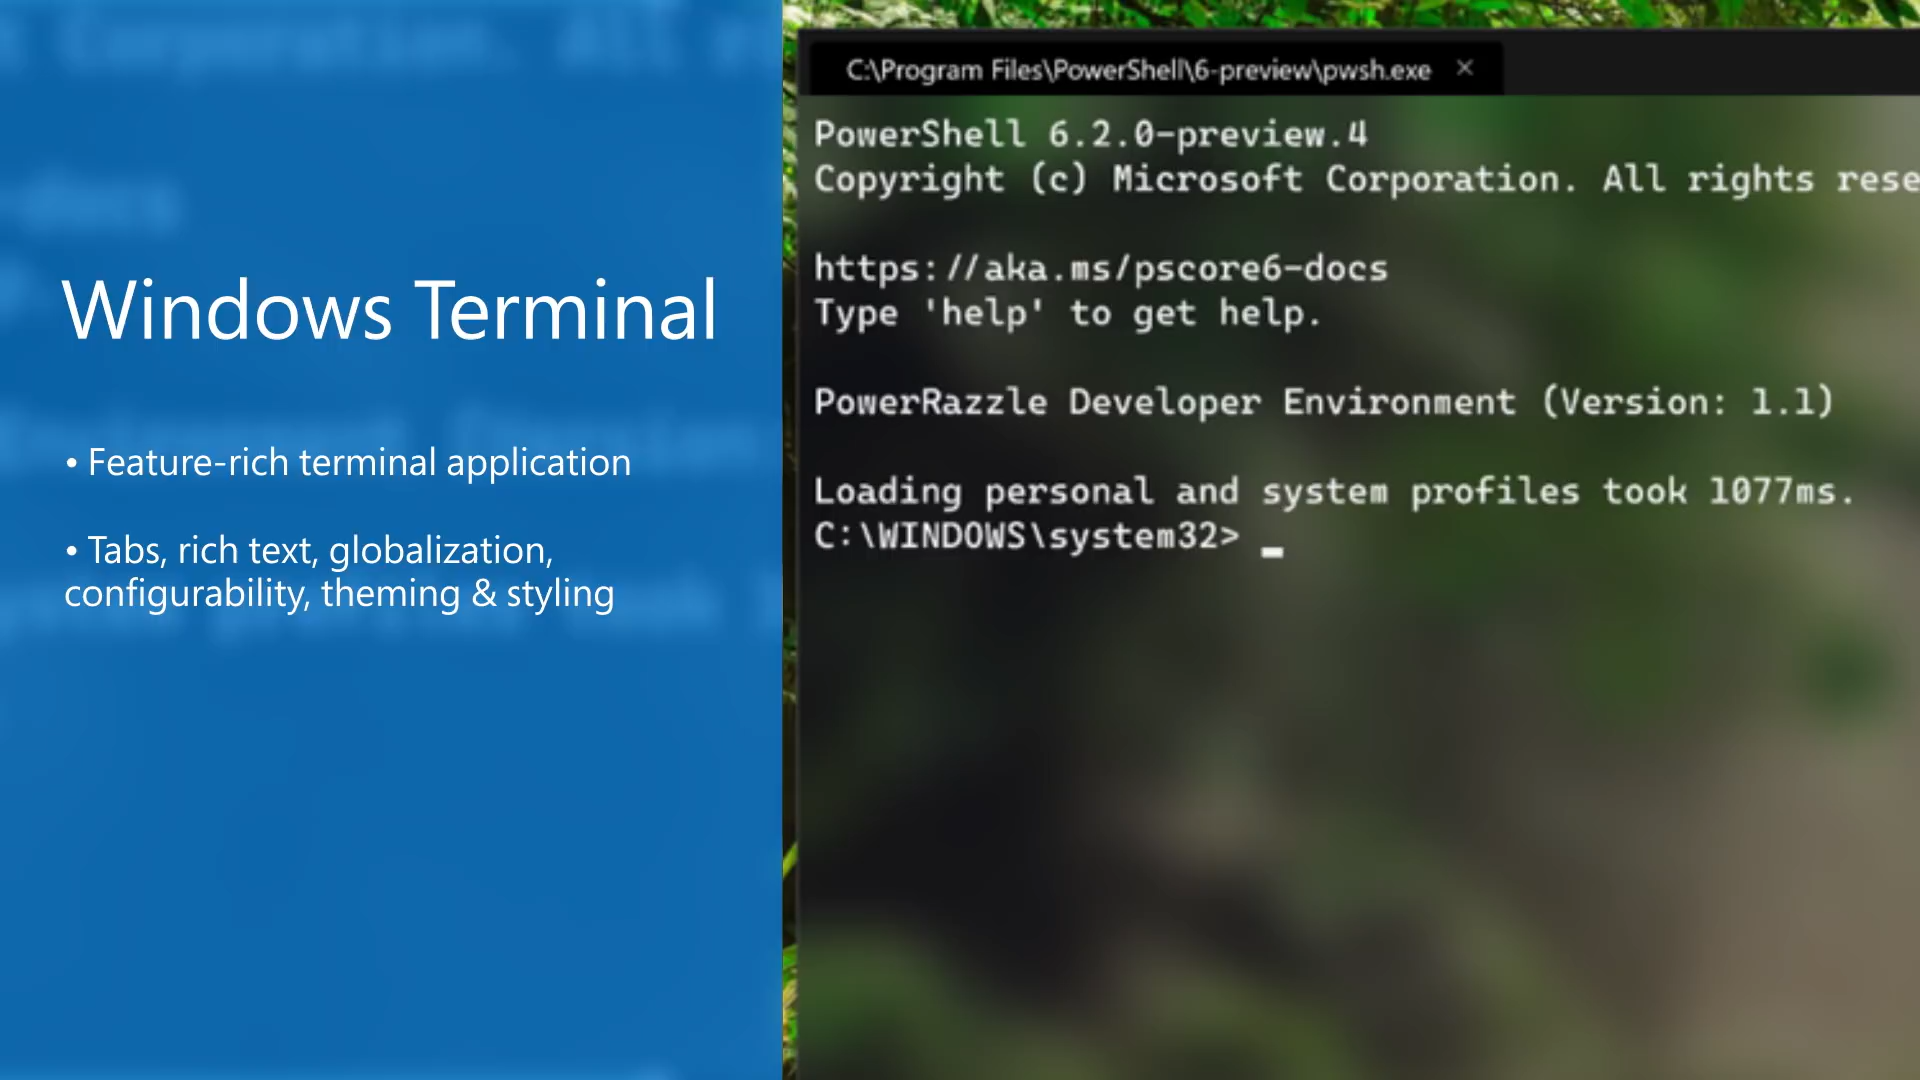 Windows Terminal
• Feature-rich terminal application
• Tabs, rich text, globalization,
configurability, theming & styling
C:\Program Files\PowerShell\6-preview\pwsh.exe ×
PowerShell 6.2.0-preview.4
Copyright (c) Microsoft Corporation. All rights rese
https://aka.ms/pscore6-docs
Type 'help' to get help.
PowerRazzle Developer Environment (Version: 1.1)
Loading personal and system profiles took 1077ms.
C:\WINDOWS\system32> _